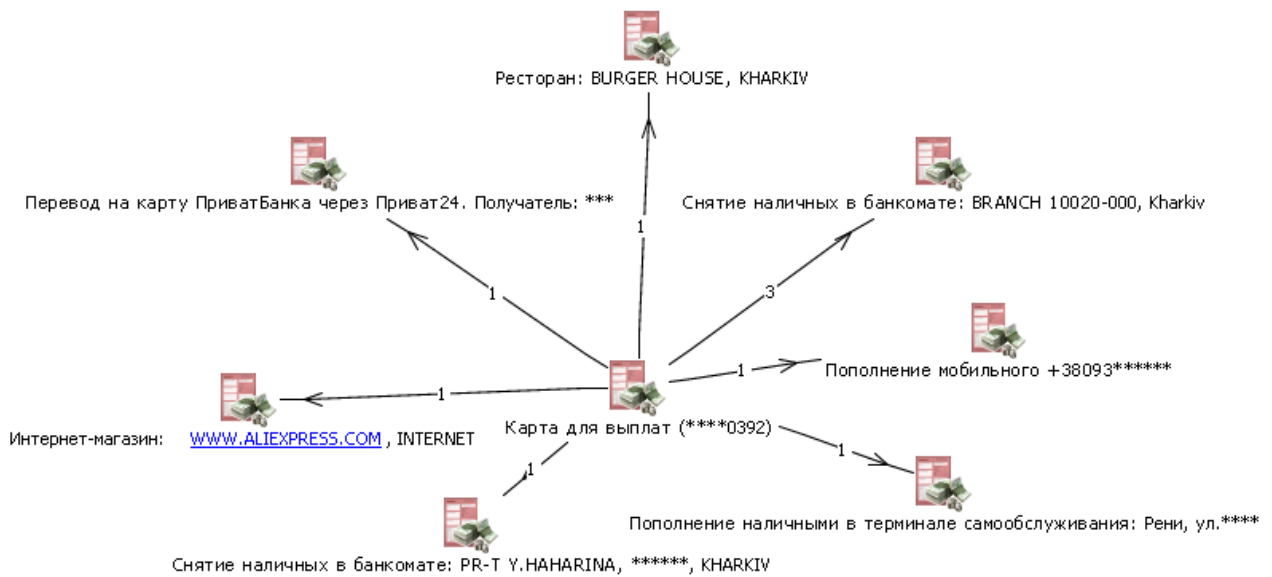 Ресторан: BURGER HOUSE, KHARKIV
Перевод на карту ПриватБанка через Приват24. Получатель: ***
Снятие наличных в банкомате: BRANCH 10020-000, Kharkiv
1
1
3
1
Пополнение мобильного +38093******
1
Интернет-магазин: WWW.ALIEXPRESS.COM , INTERNET
Карта для выплат (****0392)
1
1
Пополнение наличными в терминале самообслуживания: Рени, ул.****
Снятие наличных в банкомате: PR-T Y.HAHARINA, ******, KHARKIV